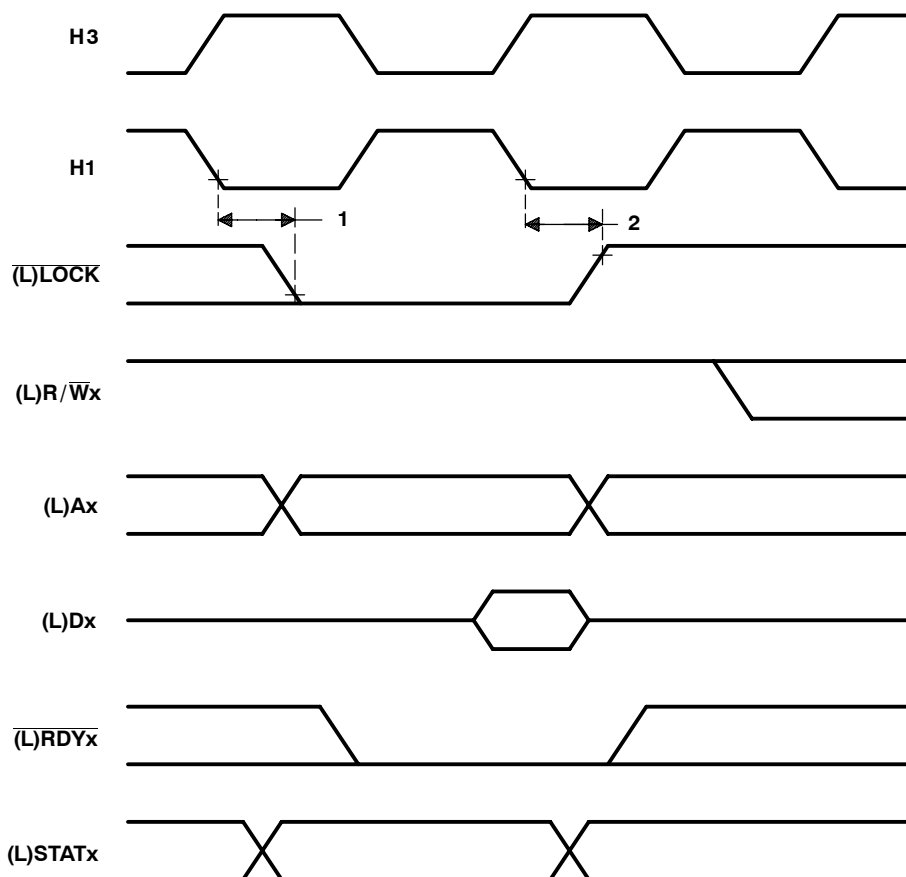 H3
H1
1
2
(L)LOCK
(L)R/Wx
(L)Ax
(L)Dx
(L)RDYx
(L)STATx